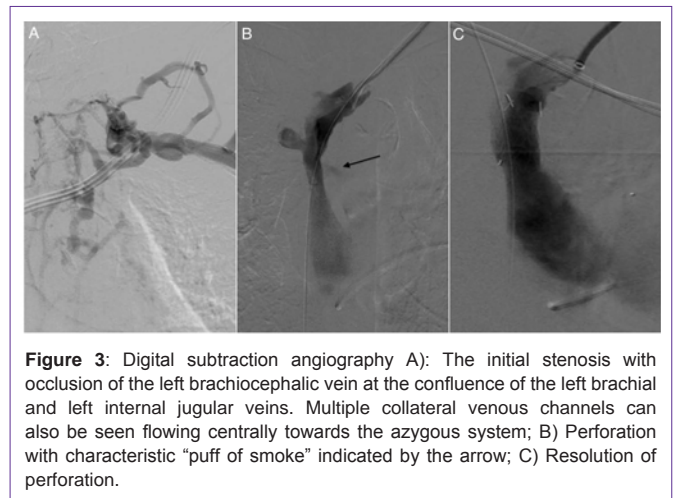 A
B
C
Figure 3: Digital subtraction angiography A): The initial stenosis with
occlusion of the left brachiocephalic vein at the confluence of the left brachial
and left internal jugular veins. Multiple collateral venous channels can
also be seen flowing centrally towards the azygous system; B) Perforation
with characteristic “puff of smoke” indicated by the arrow; C) Resolution of
perforation.